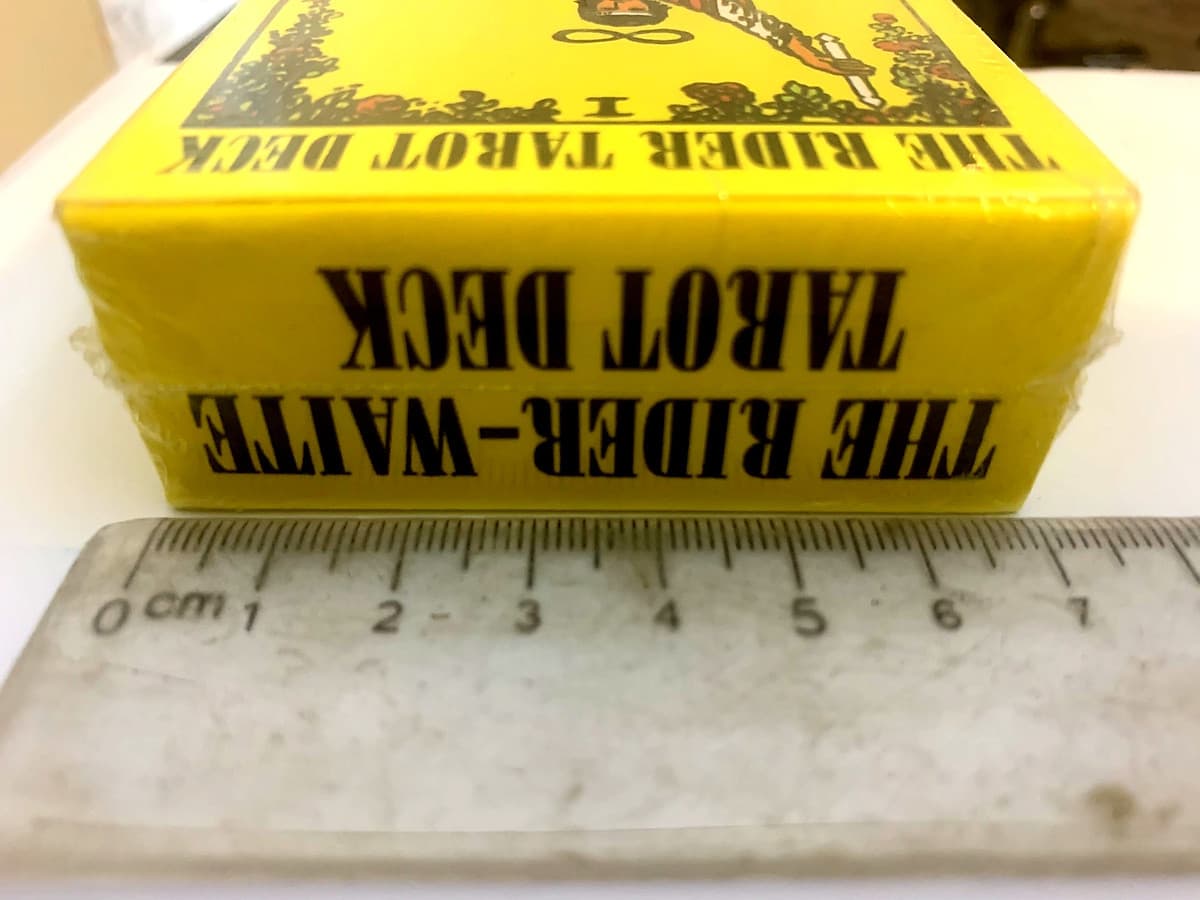 I
THE RIDER TAROT DECK
THE RIDER-WAITE
TAROT DECK
0 cm 1 2 3 4 5 6 7